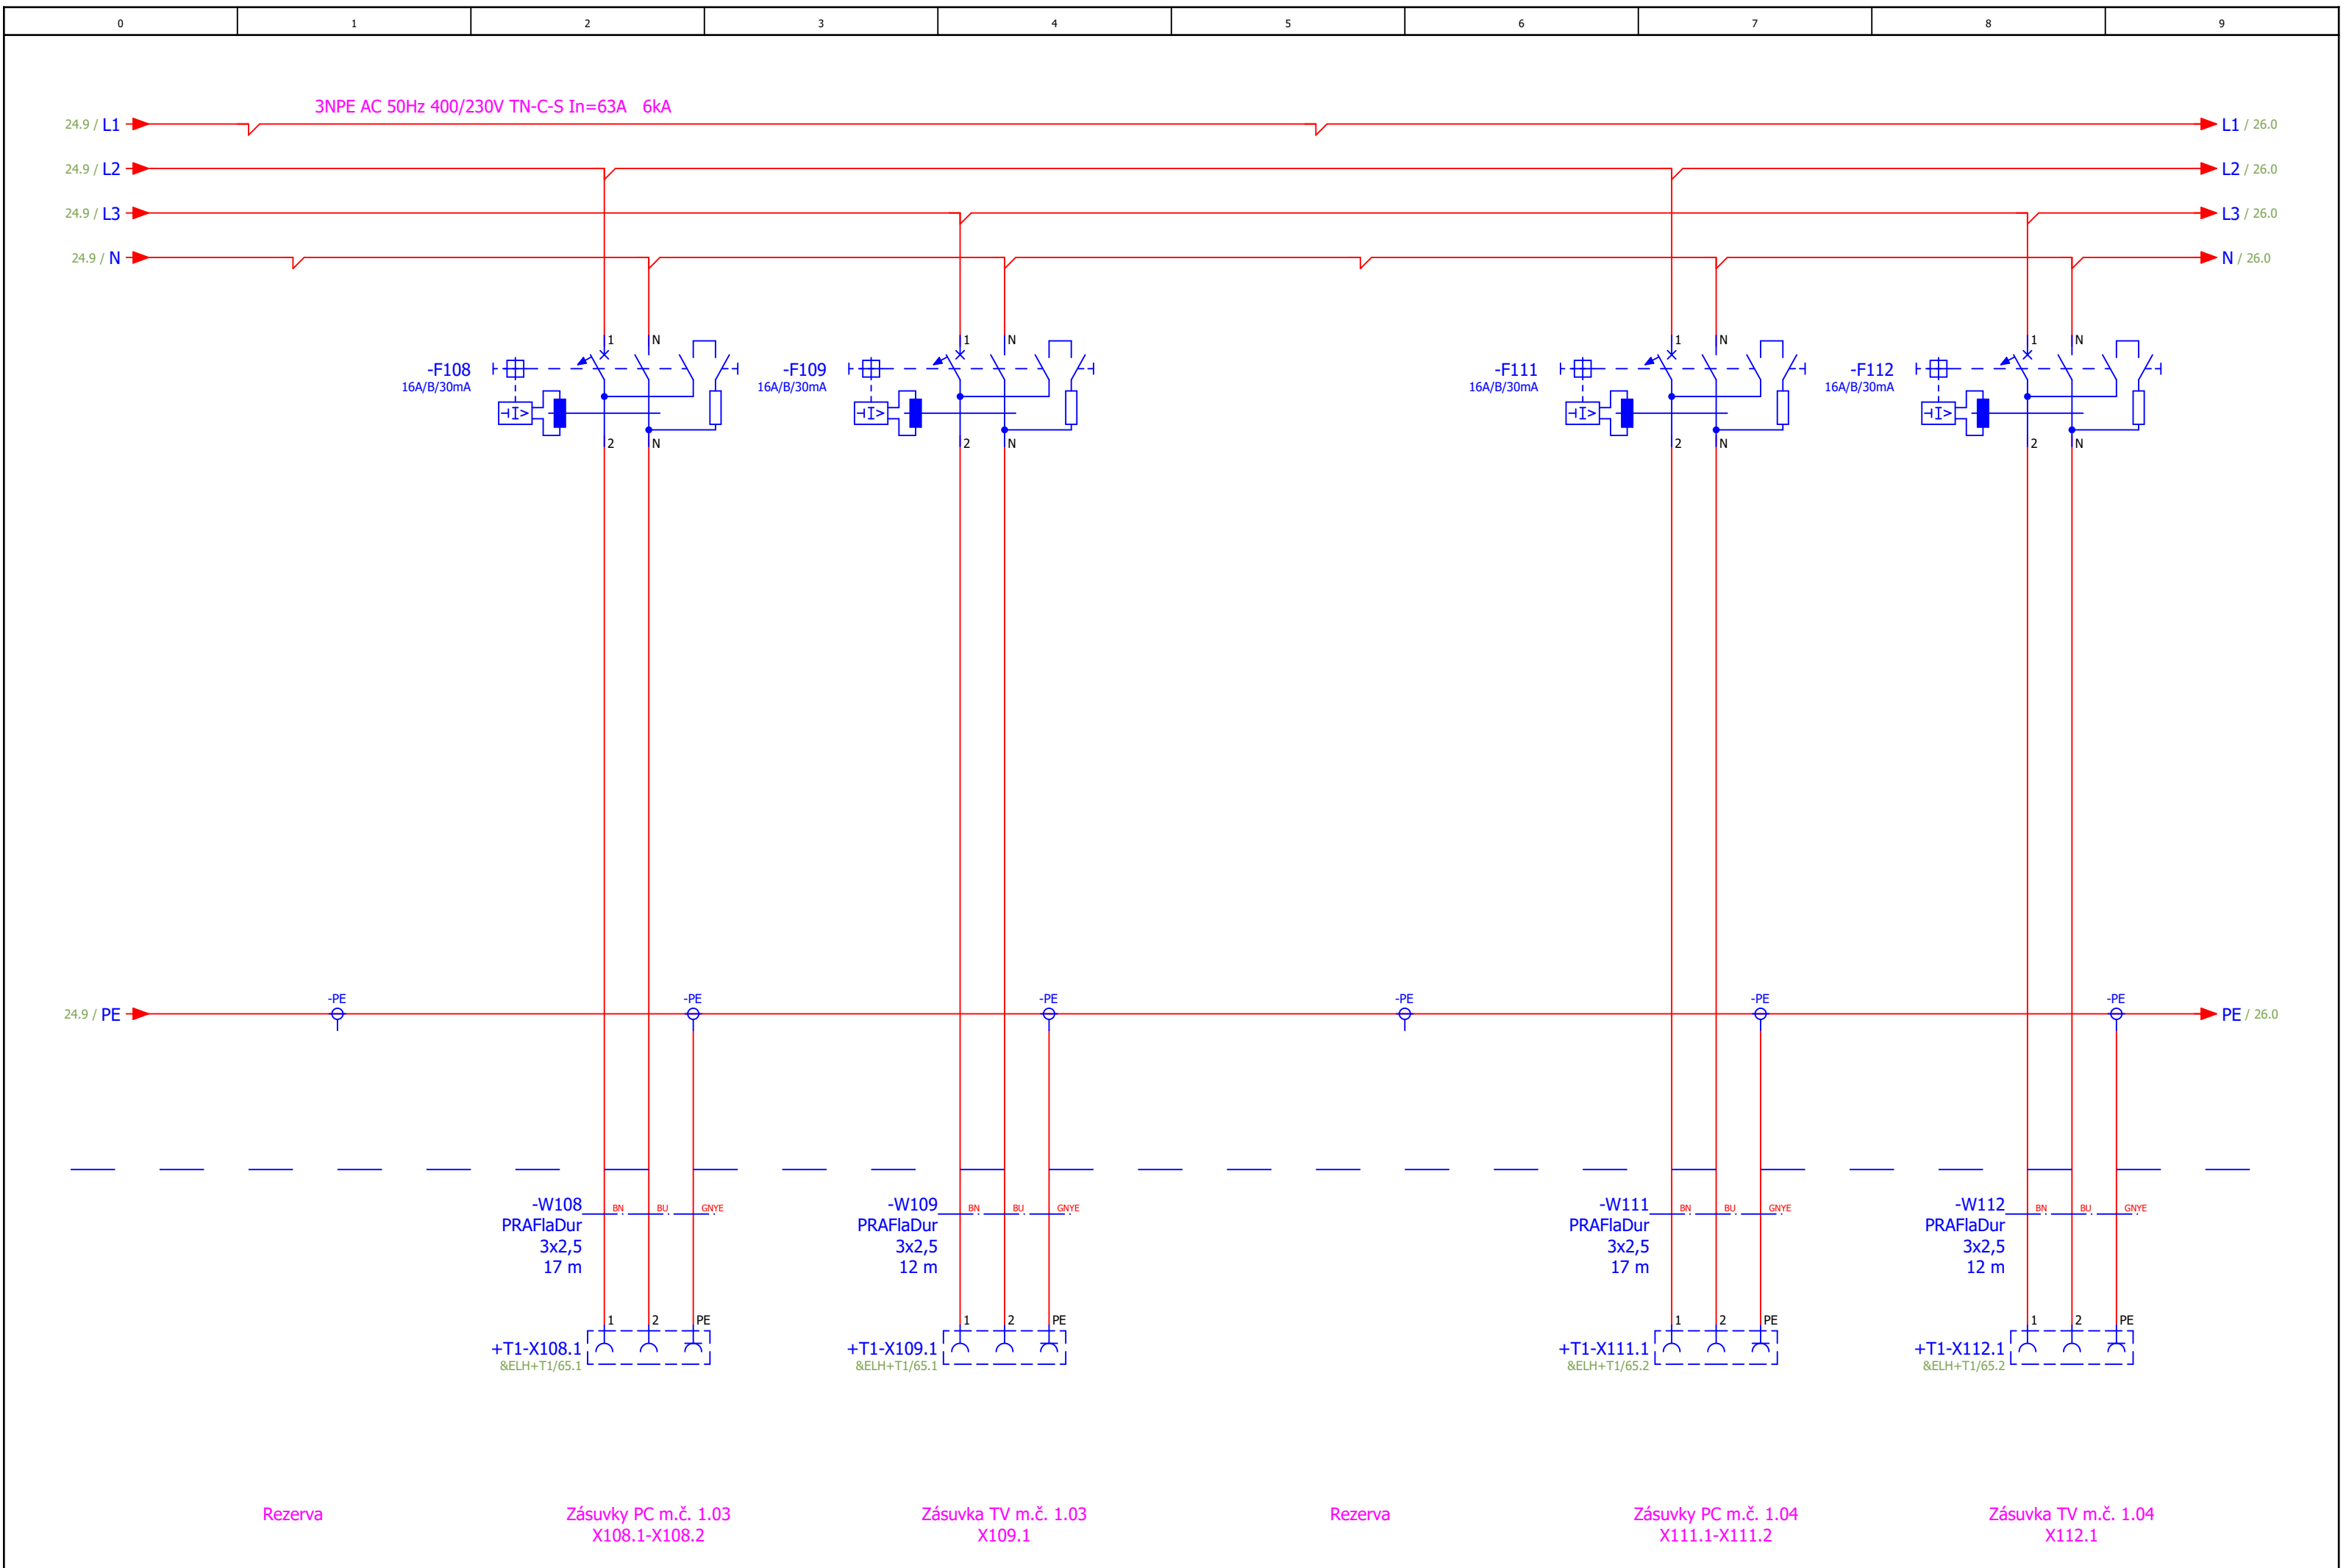 0 1 2 3 4 5 6 7 8 9
3NPE AC 50Hz 400/230V TN-C-S In=63A 6kA
24.9 / L1 L1 / 26.0
24.9 / L2 L2 / 26.0
24.9 / L3 L3 / 26.0
24.9 / N N / 26.0
1 N 1 N 1 N 1 N
-F108 -F109 -F111 -F112
16A/B/30mA 16A/B/30mA 16A/B/30mA 16A/B/30mA
I> I> I> I>
2 N 2 N 2 N 2 N
-PE -PE -PE -PE -PE -PE
24.9 / PE PE / 26.0
-W108 BN BU GNYE -W109 BN BU GNYE -W111 BN BU GNYE -W112 BN BU GNYE
PRAFlaDur PRAFlaDur PRAFlaDur PRAFlaDur
3x2,5 3x2,5 3x2,5 3x2,5
17 m 12 m 17 m 12 m
1 2 PE 1 2 PE 1 2 PE 1 2 PE
+T1-X108.1 +T1-X109.1 +T1-X111.1 +T1-X112.1
&ELH+T1/65.1 &ELH+T1/65.1 &ELH+T1/65.2 &ELH+T1/65.2
Rezerva Zásuvky PC m.č. 1.03 Zásuvka TV m.č. 1.03 Rezerva Zásuvky PC m.č. 1.04 Zásuvka TV m.č. 1.04
X108.1-X108.2 X109.1 X111.1-X111.2 X112.1